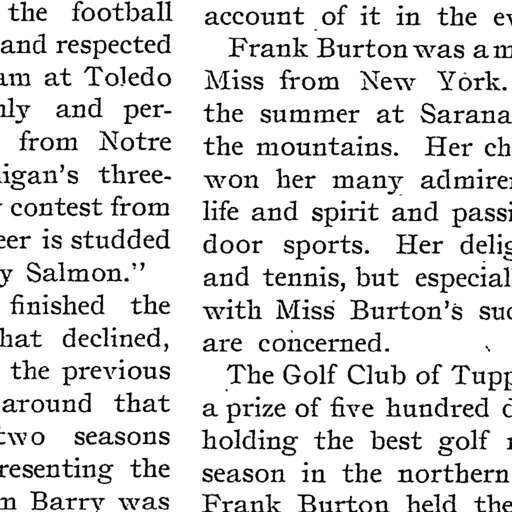 the football
and respected
am at Toledo
and per-
from Notre
igan's three-
contest from
eer is studded
y Salmon."
finished the
hat declined,
the previous
around that
two seasons
resenting the
n Barry was
account of it in the ev
Frank Burton was a m
Miss from New York.
the summer at Sarana
the mountains. Her ch
won her many admirer
life and spirit and passi
door sports. Her delig
and tennis, but especial
with Miss Burton's suc
are concerned.
The Golf Club of Tupp
a prize of five hundred d
holding the best golf
season in the northern
Frank Burton held the